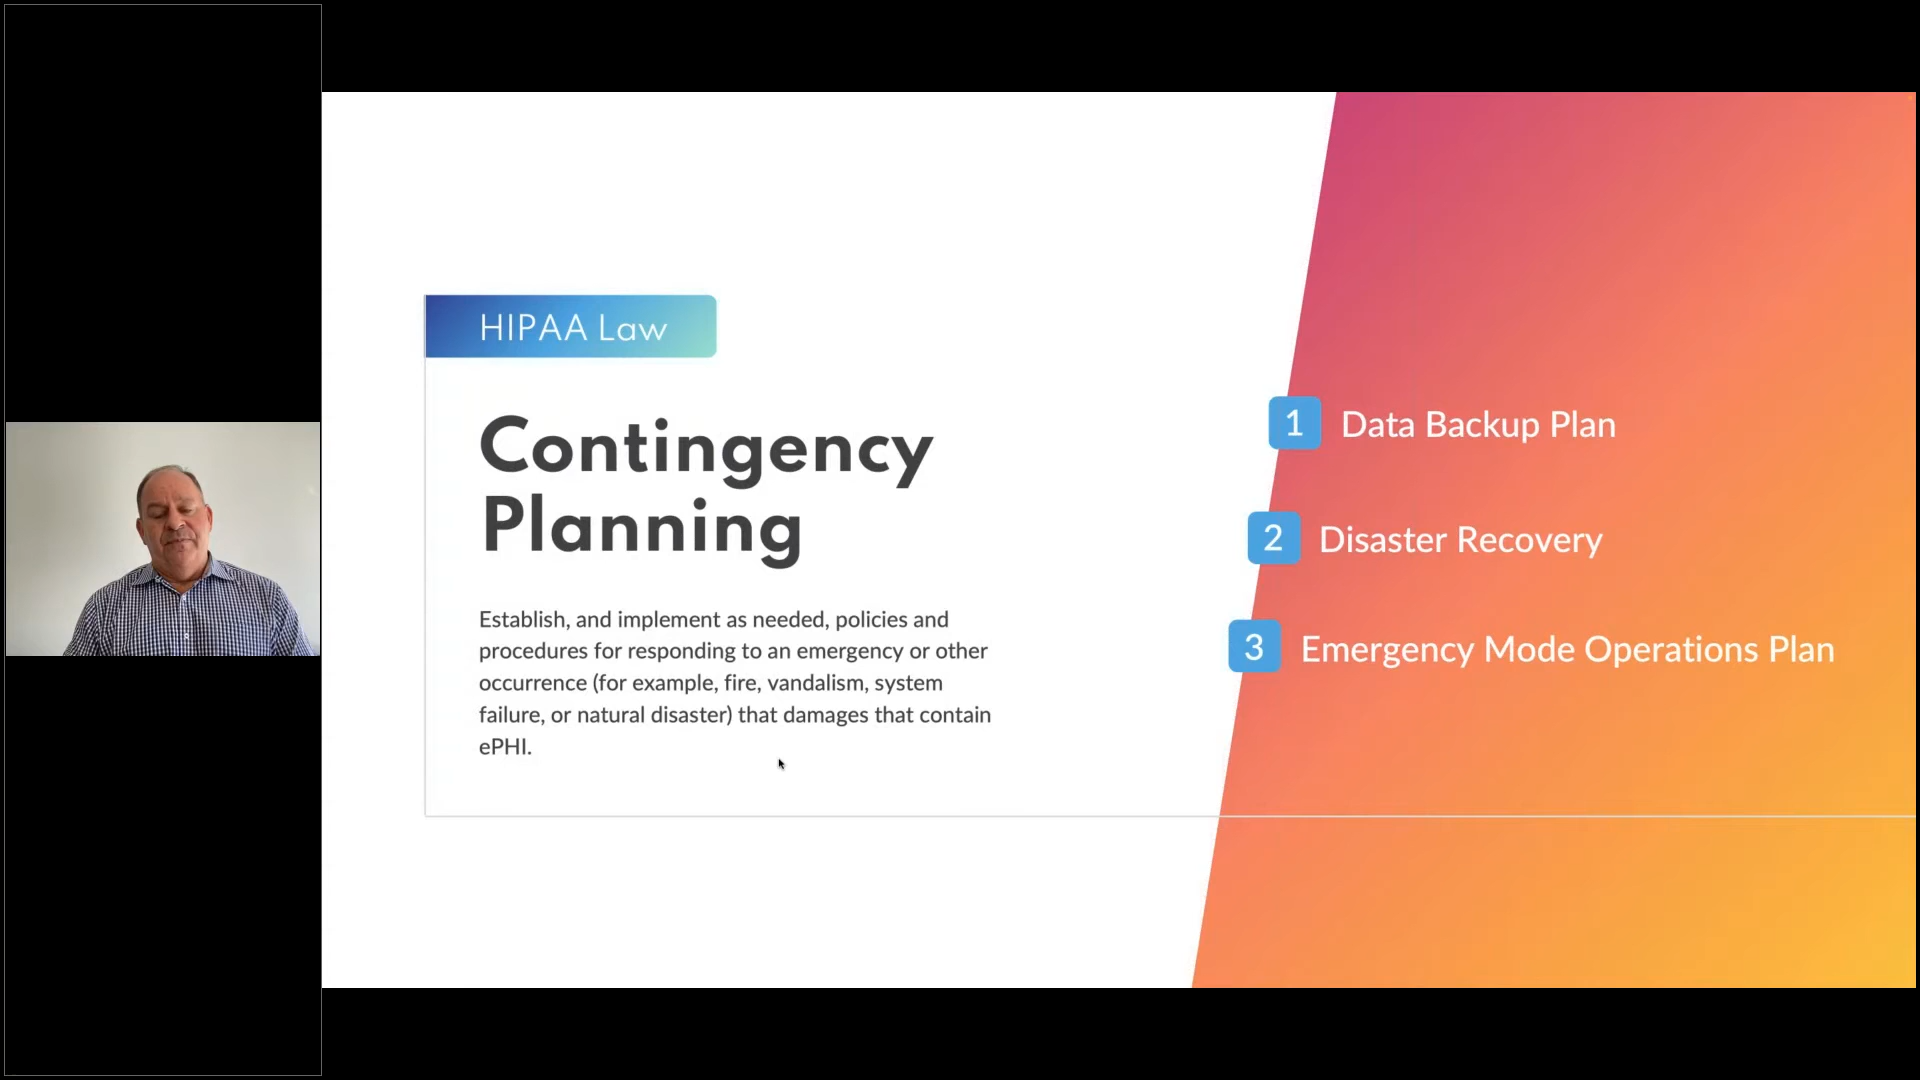 HIPAA Law
Contingency
Planning
Establish, and implement as needed, policies and
procedures for responding to an emergency or other
occurrence (for example, fire, vandalism, system
failure, or natural disaster) that damages that contain
ePHI.
1 Data Backup Plan
2 Disaster Recovery
3 Emergency Mode Operations Plan